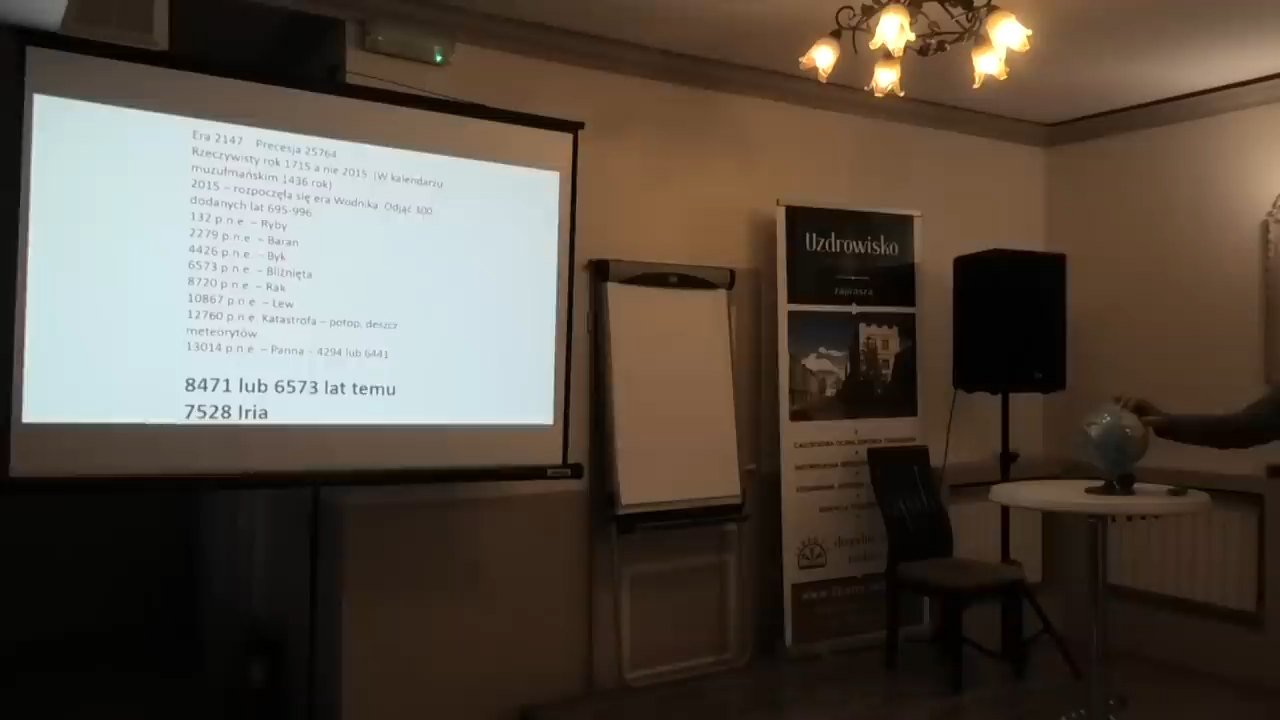 Era 2147 Precesja 25764
Rzeczywisty rok 1715 a nie 2015 (W kalendarzu
muzułmańskim 1436 rok)
2015 – rozpoczęła się era Wodnika. Odjąć 300
dodanych lat 695-996
132 p.n.e. – Ryby
2279 p.n.e. – Baran
4426 p.n.e. – Byk
6573 p.n.e. – Bliźnięta
8720 p.n.e. – Rak
10867 p.n.e. – Lew
12760 p.n.e. Katastrofa – potop, deszcz
meteorytów
13014 p.n.e. – Panna - 4294 lub 6441
8471 lub 6573 lat temu
7528 Iria
Uzdrowisko
zaprasza